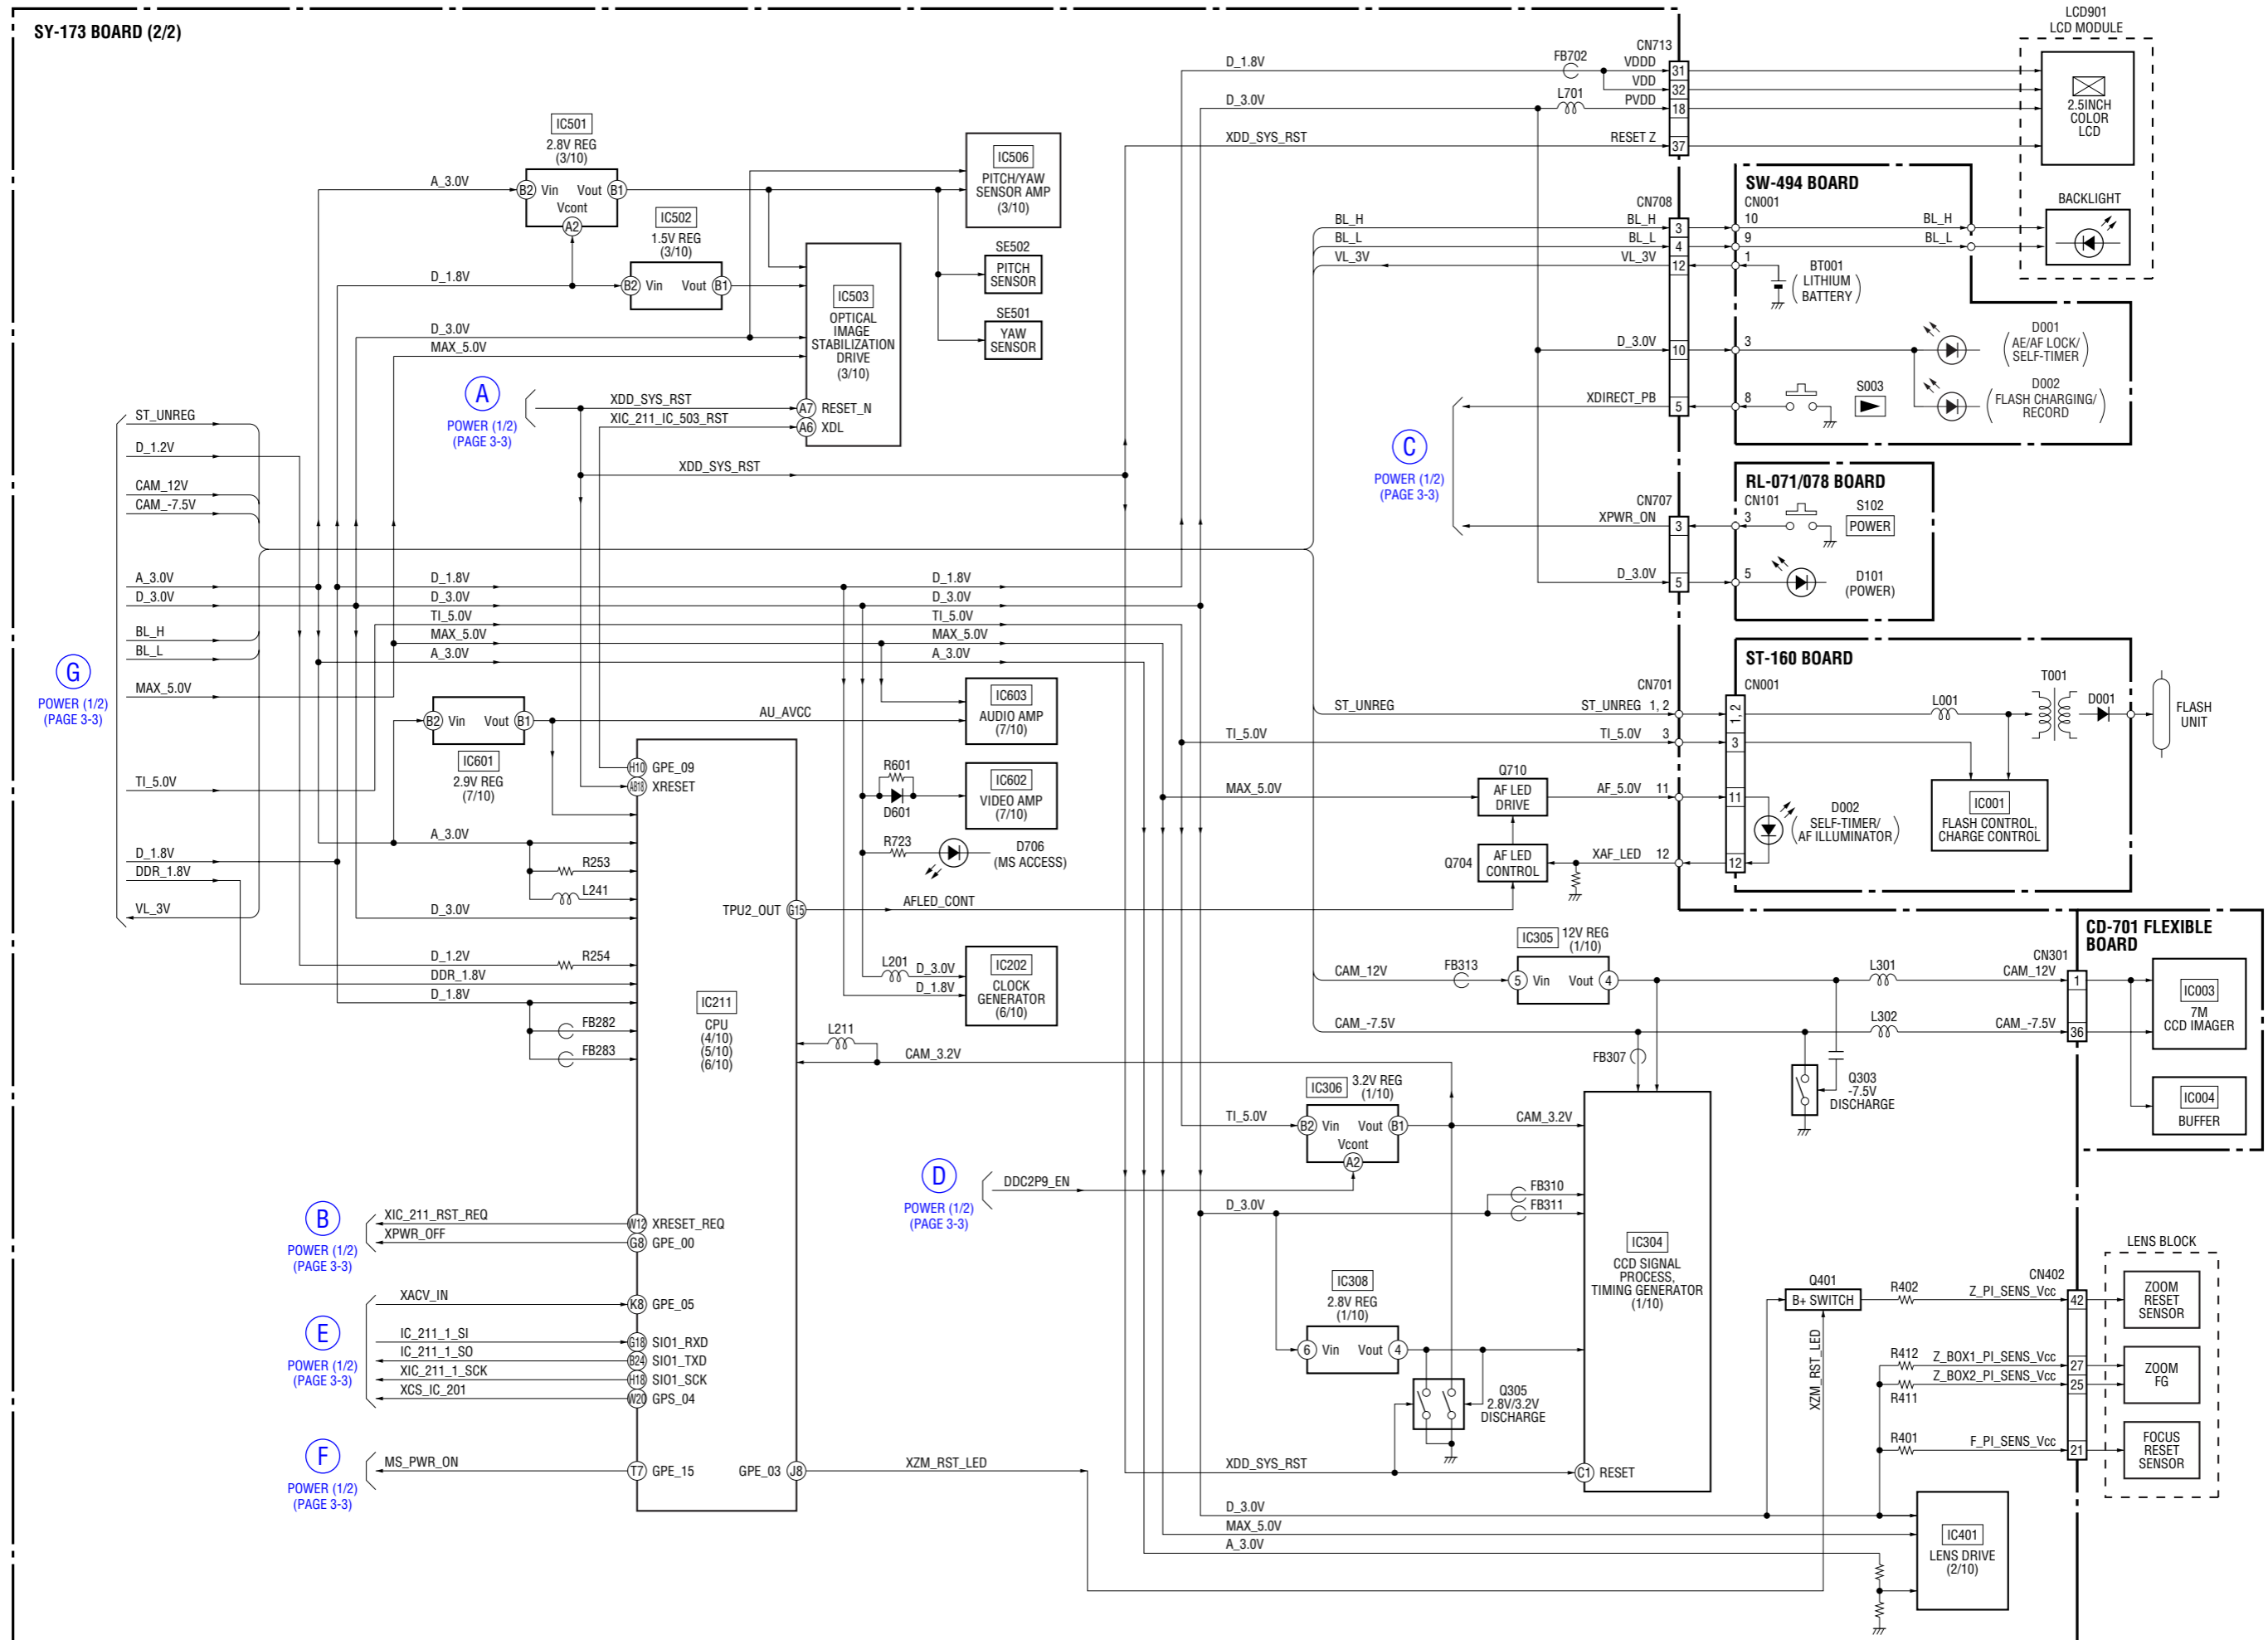 SY-173 BOARD (2/2)
LCD901
LCD MODULE
CN713
D_1.8V
FB702
VDDD
31
VDD
32
D_3.0V
L701
PVDD
18
XDD_SYS_RST
RESET Z
37
2.5INCH
COLOR
LCD
BACKLIGHT
IC501
2.8V REG
(3/10)
A_3.0V
B2 Vin Vout B1
Vcont
A2
IC502
1.5V REG
(3/10)
D_1.8V
B2 Vin Vout B1
IC506
PITCH/YAW
SENSOR AMP
(3/10)
SE502
PITCH
SENSOR
SE501
YAW
SENSOR
IC503
OPTICAL
IMAGE
STABILIZATION
DRIVE
(3/10)
D_3.0V
MAX_5.0V
A
POWER (1/2)
(PAGE 3-3)
XDD_SYS_RST
A7 RESET_N
XIC_211_IC_503_RST
A6 XDL
XDD_SYS_RST
SW-494 BOARD
CN708
CN001
BL_H
BL_H
3
10
BL_H
BL_L
BL_L
4
9
BL_L
VL_3V
VL_3V
12
1
BT001
LITHIUM
BATTERY
D_3.0V
10
3
D001
AE/AF LOCK/
SELF-TIMER
XDIRECT_PB
5
8
S003
D002
FLASH CHARGING/
RECORD
C
POWER (1/2)
(PAGE 3-3)
RL-071/078 BOARD
CN707
CN101
XPWR_ON
3
3
S102
POWER
D_3.0V
5
5
D101
(POWER)
ST_UNREG
D_1.2V
CAM_12V
CAM_-7.5V
A_3.0V
D_3.0V
BL_H
BL_L
MAX_5.0V
TI_5.0V
D_1.8V
DDR_1.8V
VL_3V
G
POWER (1/2)
(PAGE 3-3)
D_1.8V
D_3.0V
TI_5.0V
MAX_5.0V
A_3.0V
D_1.8V
D_3.0V
TI_5.0V
MAX_5.0V
A_3.0V
B2 Vin Vout B1
IC601
2.9V REG
(7/10)
AU_AVCC
IC603
AUDIO AMP
(7/10)
R601
D601
IC602
VIDEO AMP
(7/10)
R723
D706
(MS ACCESS)
L201
D_3.0V
D_1.8V
IC202
CLOCK
GENERATOR
(6/10)
H10 GPE_09
AB18 XRESET
A_3.0V
R253
L241
D_3.0V
D_1.2V
R254
DDR_1.8V
D_1.8V
FB282
FB283
IC211
CPU
(4/10)
(5/10)
(6/10)
TPU2_OUT G15
AFLED_CONT
L211
CAM_3.2V
ST-160 BOARD
CN701
CN001
ST_UNREG
ST_UNREG 1, 2
1, 2
TI_5.0V
TI_5.0V 3
3
MAX_5.0V
Q710
AF LED
DRIVE
AF_5.0V 11
11
Q704
AF LED
CONTROL
XAF_LED 12
12
L001
T001
D001
FLASH
UNIT
D002
SELF-TIMER/
AF ILLUMINATOR
IC001
FLASH CONTROL,
CHARGE CONTROL
CD-701 FLEXIBLE
BOARD
CAM_12V
FB313
IC305
12V REG
(1/10)
5 Vin Vout 4
L301
CAM_12V
CN301
1
CAM_-7.5V
L302
CAM_-7.5V
36
IC003
7M
CCD IMAGER
IC004
BUFFER
FB307
Q303
-7.5V
DISCHARGE
IC306
3.2V REG
(1/10)
TI_5.0V
B2 Vin Vout B1
Vcont
A2
CAM_3.2V
D
POWER (1/2)
(PAGE 3-3)
DDC2P9_EN
D_3.0V
FB310
FB311
IC304
CCD SIGNAL
PROCESS,
TIMING GENERATOR
(1/10)
IC308
2.8V REG
(1/10)
6 Vin Vout 4
Q305
2.8V/3.2V
DISCHARGE
XDD_SYS_RST
C1 RESET
B
POWER (1/2)
(PAGE 3-3)
XIC_211_RST_REQ
W12 XRESET_REQ
XPWR_OFF
G8 GPE_00
E
POWER (1/2)
(PAGE 3-3)
XACV_IN
K8 GPE_05
IC_211_1_SI
G18 SIO1_RXD
IC_211_1_SO
B24 SIO1_TXD
XIC_211_1_SCK
H18 SIO1_SCK
XCS_IC_201
W20 GPS_04
F
POWER (1/2)
(PAGE 3-3)
MS_PWR_ON
T7 GPE_15
GPE_03 J8
XZM_RST_LED
LENS BLOCK
CN402
Q401
B+ SWITCH
R402
Z_PI_SENS_Vcc
42
ZOOM
RESET
SENSOR
XZM_RST_LED
R412
Z_BOX1_PI_SENS_Vcc
27
Z_BOX2_PI_SENS_Vcc
25
R411
ZOOM
FG
R401
F_PI_SENS_Vcc
21
FOCUS
RESET
SENSOR
D_3.0V
MAX_5.0V
A_3.0V
IC401
LENS DRIVE
(2/10)